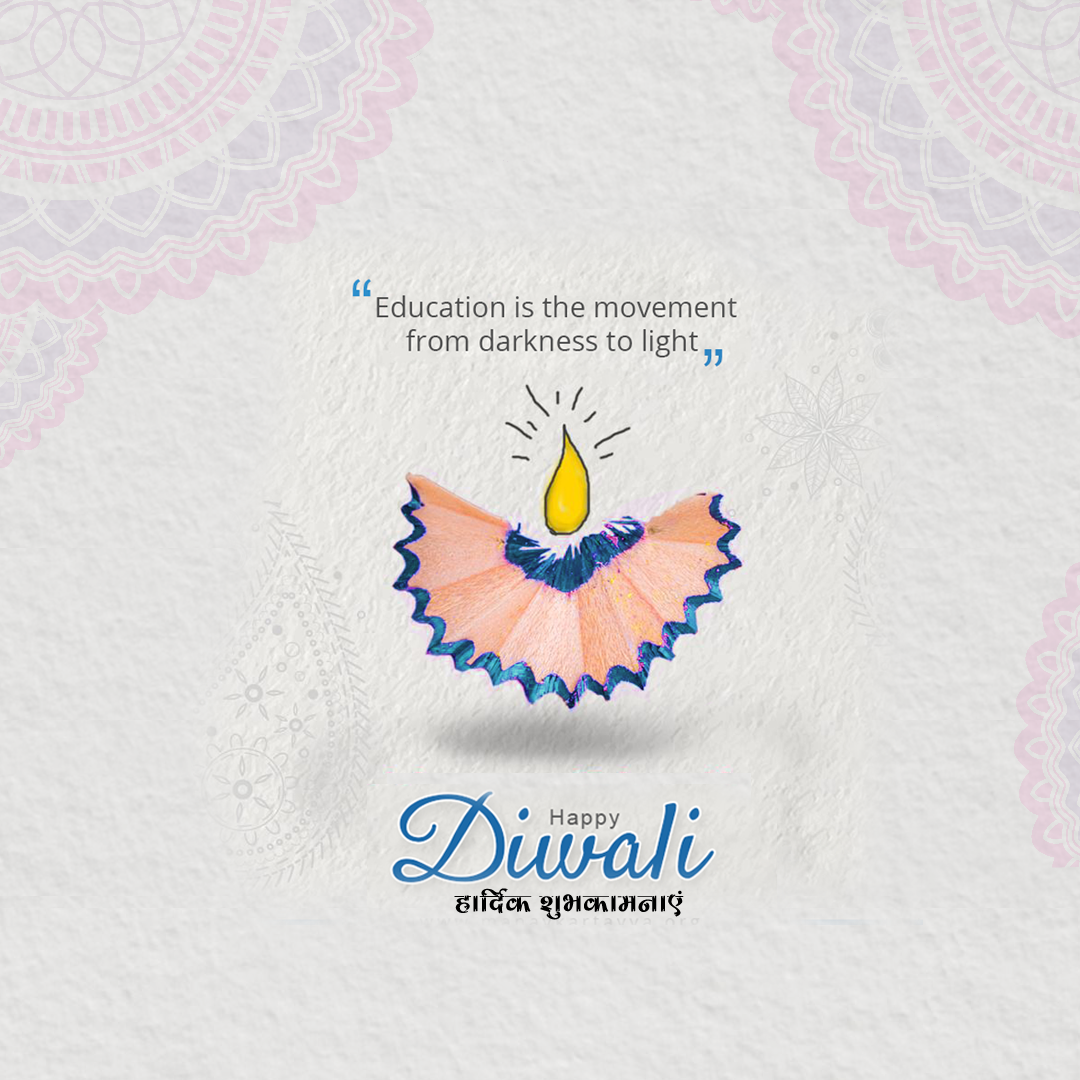 “Education is the movement
from darkness to light”
Happy
Diwali
हार्दिक शुभकामनाएं